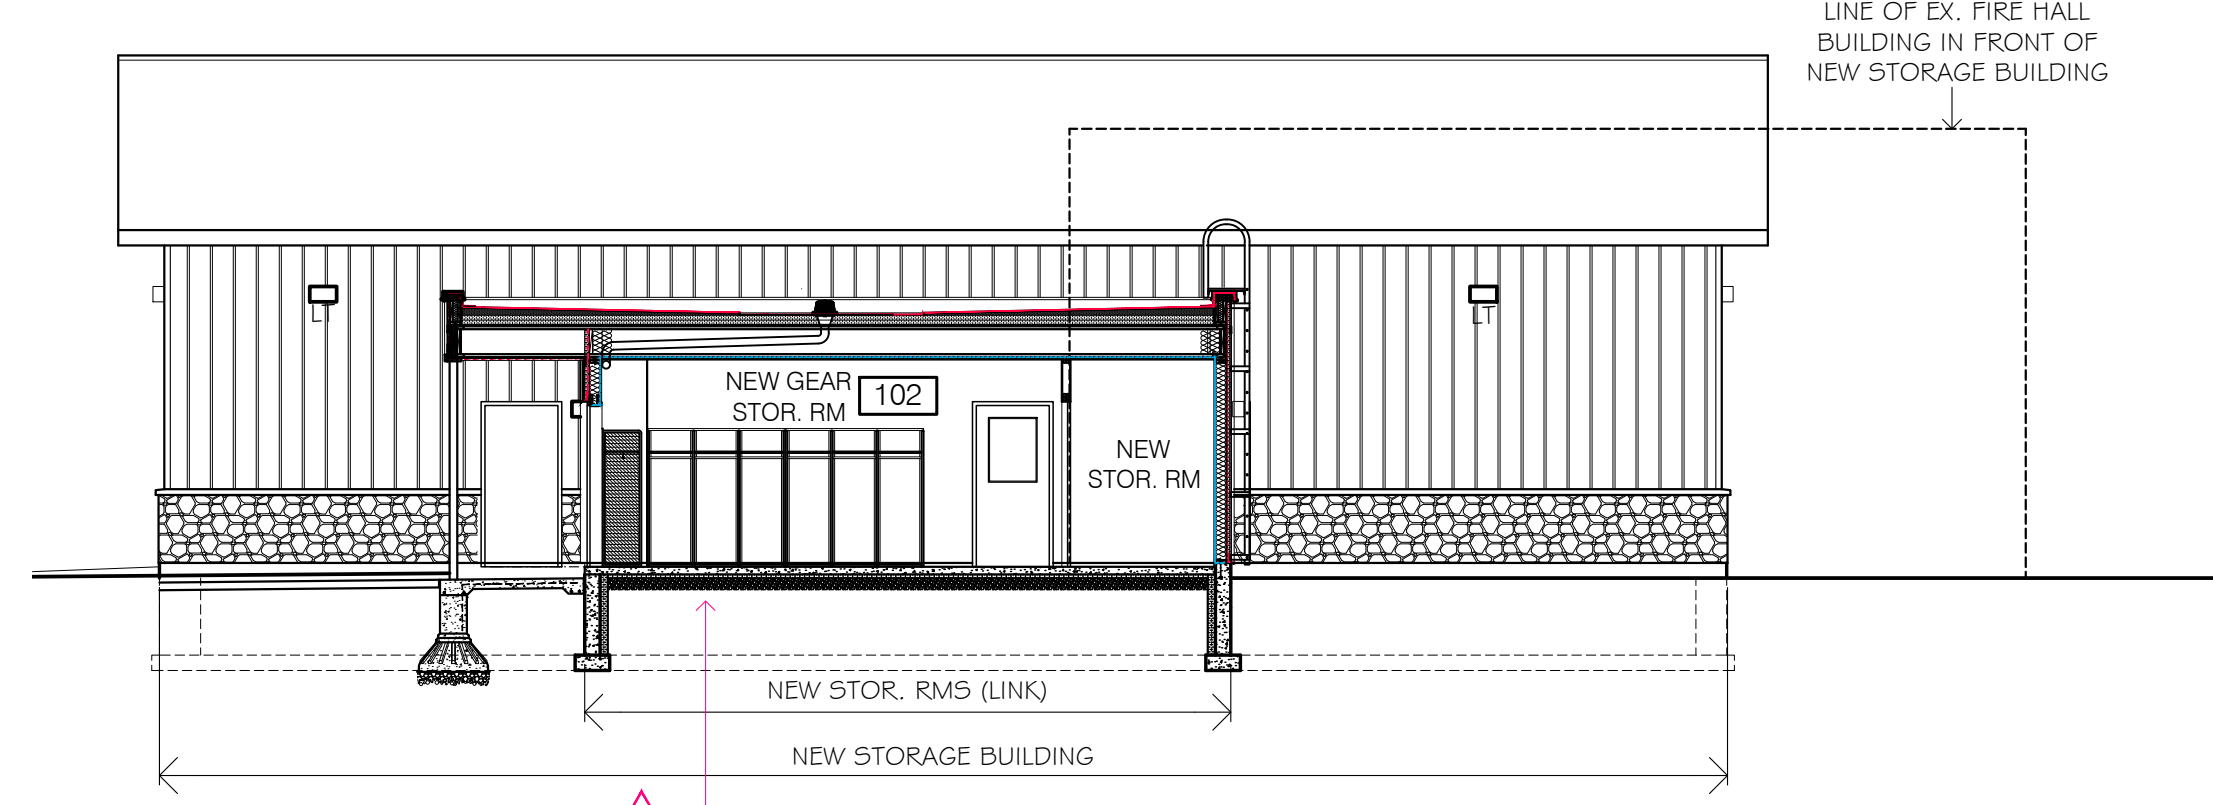 LINE OF EX. FIRE HALL
BUILDING IN FRONT OF
NEW STORAGE BUILDING
LT
LT
NEW GEAR
STOR. RM
102
NEW
STOR. RM
NEW STOR. RMS (LINK)
NEW STORAGE BUILDING